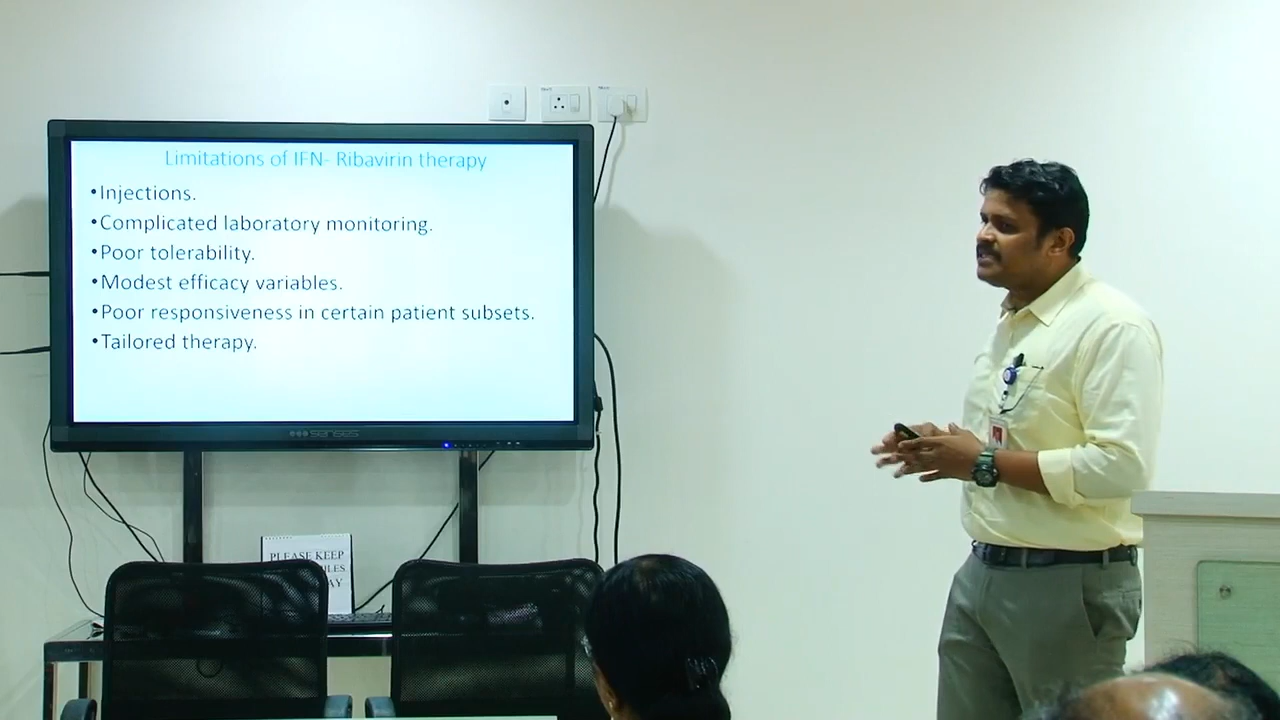 Limitations of IFN- Ribavirin therapy
•Injections.
•Complicated laboratory monitoring.
•Poor tolerability.
•Modest efficacy variables.
•Poor responsiveness in certain patient subsets.
•Tailored therapy.
senses
PLEASE KEEP